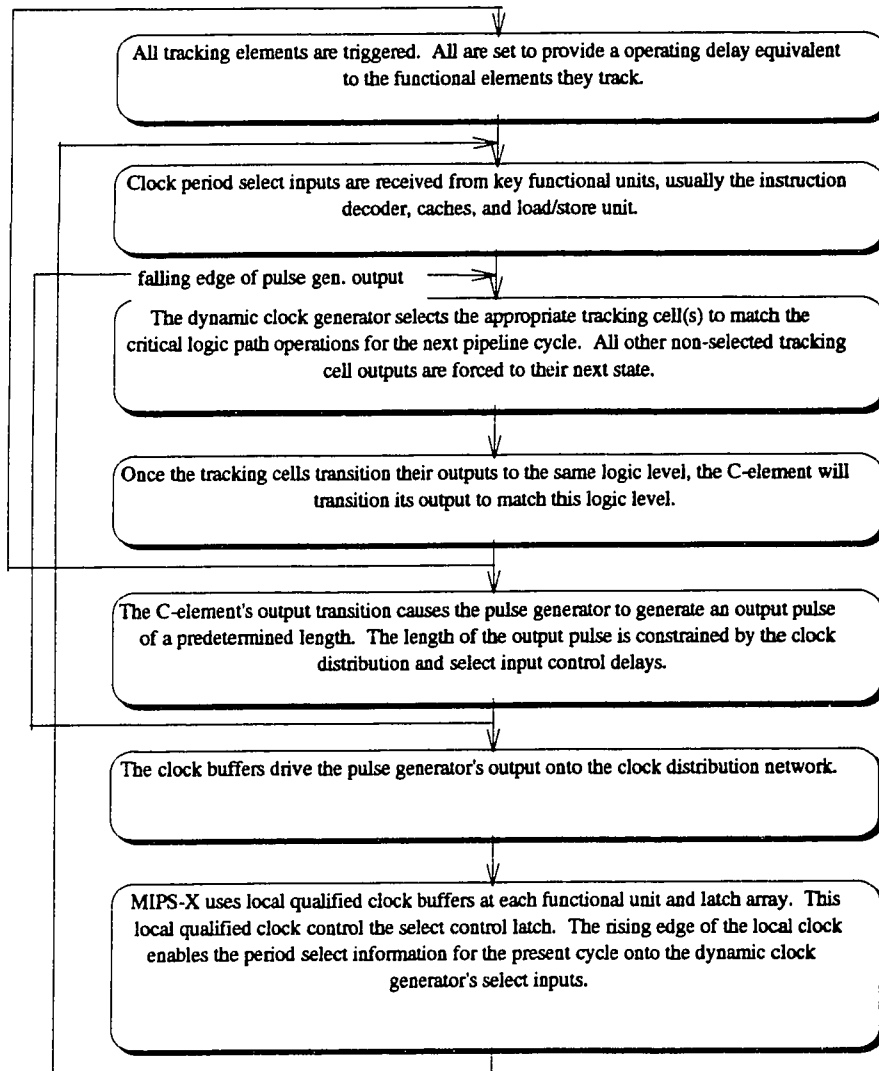 All tracking elements are triggered. All are set to provide a operating delay equivalent
to the functional elements they track.
Clock period select inputs are received from key functional units, usually the instruction
decoder, caches, and load/store unit.
falling edge of pulse gen. output
The dynamic clock generator selects the appropriate tracking cell(s) to match the
critical logic path operations for the next pipeline cycle. All other non-selected tracking
cell outputs are forced to their next state.
Once the tracking cells transition their outputs to the same logic level, the C-element will
transition its output to match this logic level.
The C-element's output transition causes the pulse generator to generate an output pulse
of a predetermined length. The length of the output pulse is constrained by the clock
distribution and select input control delays.
The clock buffers drive the pulse generator's output onto the clock distribution network.
MIPS-X uses local qualified clock buffers at each functional unit and latch array. This
local qualified clock control the select control latch. The rising edge of the local clock
enables the period select information for the present cycle onto the dynamic clock
generator's select inputs.